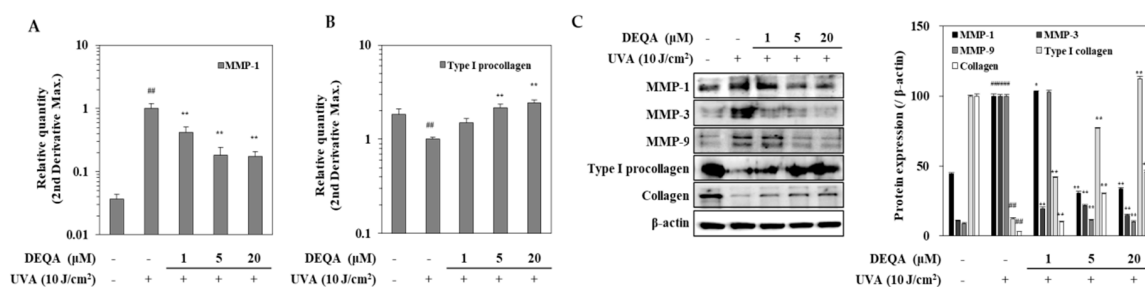 A
Relative quantity
(2nd Derivative Max.)
10
1
0.1
0.01
MMP-1
##
**
**
**
DEQA (µM)
-
-
1
5
20
UVA (10 J/cm²)
-
+
+
+
+
B
Relative quantity
(2nd Derivative Max.)
10
1
0.1
Type I procollagen
##
**
**
DEQA (µM)
-
-
1
5
20
UVA (10 J/cm²)
-
+
+
+
+
C
DEQA (µM)
-
-
1
5
20
UVA (10 J/cm²)
-
+
+
+
+
MMP-1
MMP-3
MMP-9
Type I procollagen
Collagen
β-actin
Protein expression (/ β-actin)
150
100
50
0
MMP-1
MMP-3
MMP-9
Type I collagen
Collagen
######
##
##
*
**
**
**
**
**
**
**
**
**
**
**
**
DEQA (µM)
-
-
1
5
20
UVA (10 J/cm²)
-
+
+
+
+